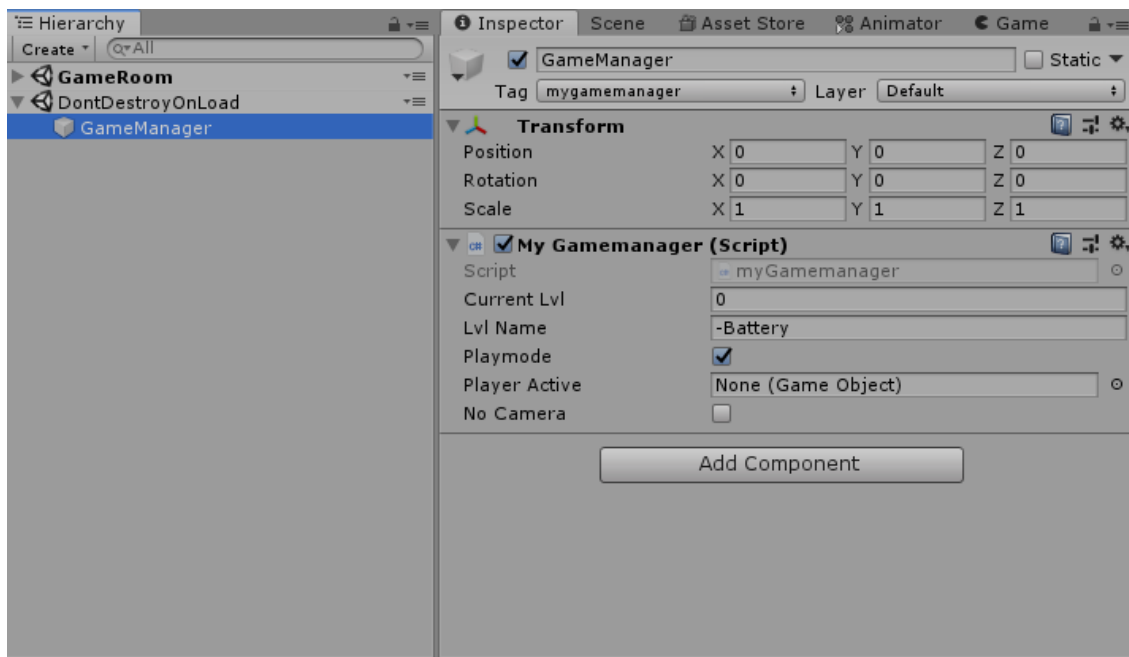 Hierarchy
Create All
GameRoom
DontDestroyOnLoad
GameManager
Inspector Scene Asset Store Animator Game
GameManager Static
Tag mygamemanager Layer Default
Transform
Position X 0 Y 0 Z 0
Rotation X 0 Y 0 Z 0
Scale X 1 Y 1 Z 1
c# My Gamemanager (Script)
Script myGamemanager
Current Lvl 0
Lvl Name -Battery
Playmode
Player Active None (Game Object)
No Camera
Add Component